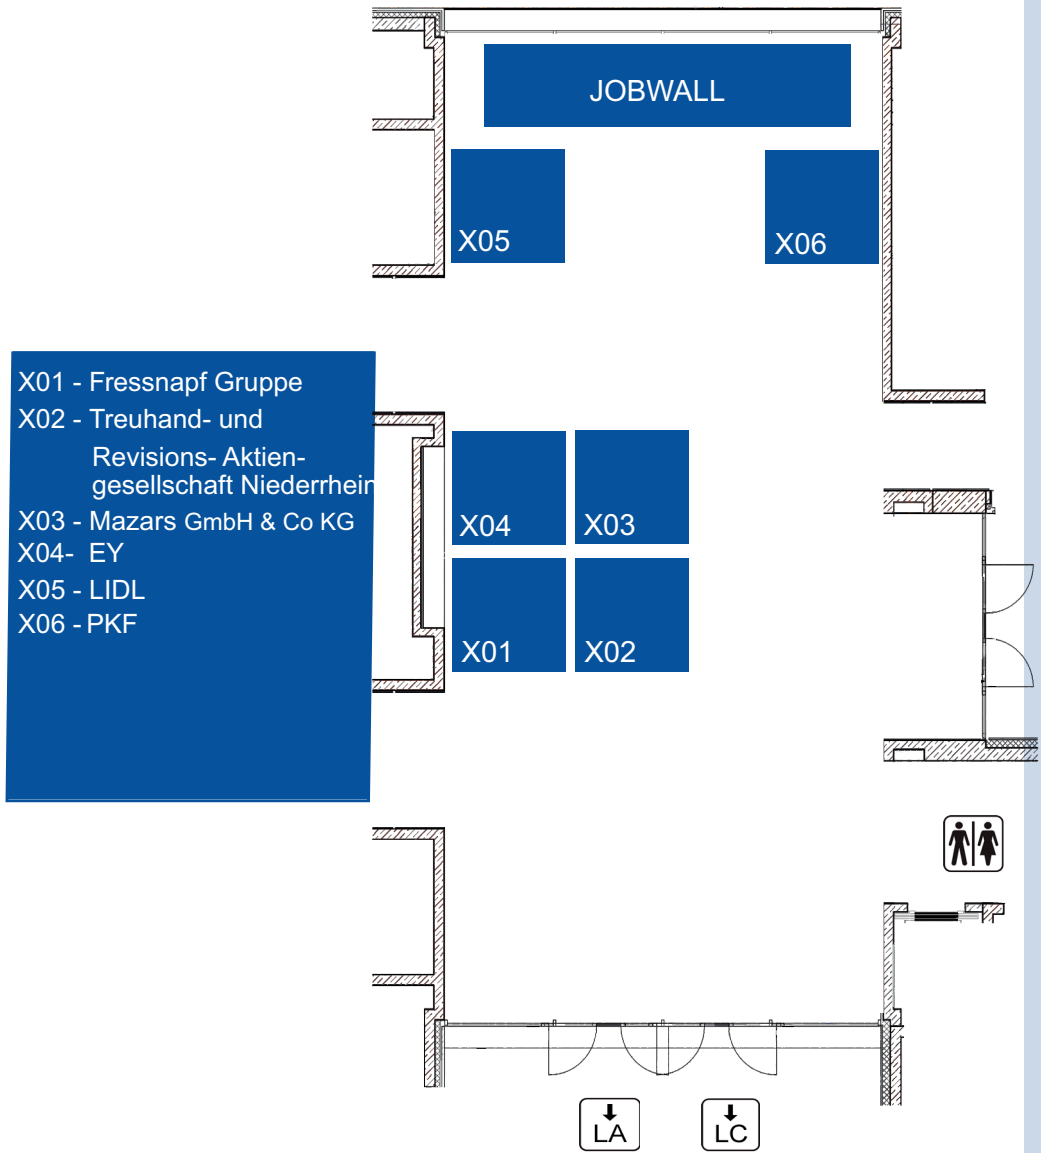 JOBWALL
X05
X06
X01 - Fressnapf Gruppe
X02 - Treuhand- und
Revisions- Aktien-
gesellschaft Niederrhein
X03 - Mazars GmbH & Co KG
X04- EY
X05 - LIDL
X06 - PKF
X04
X03
X01
X02
LA
LC